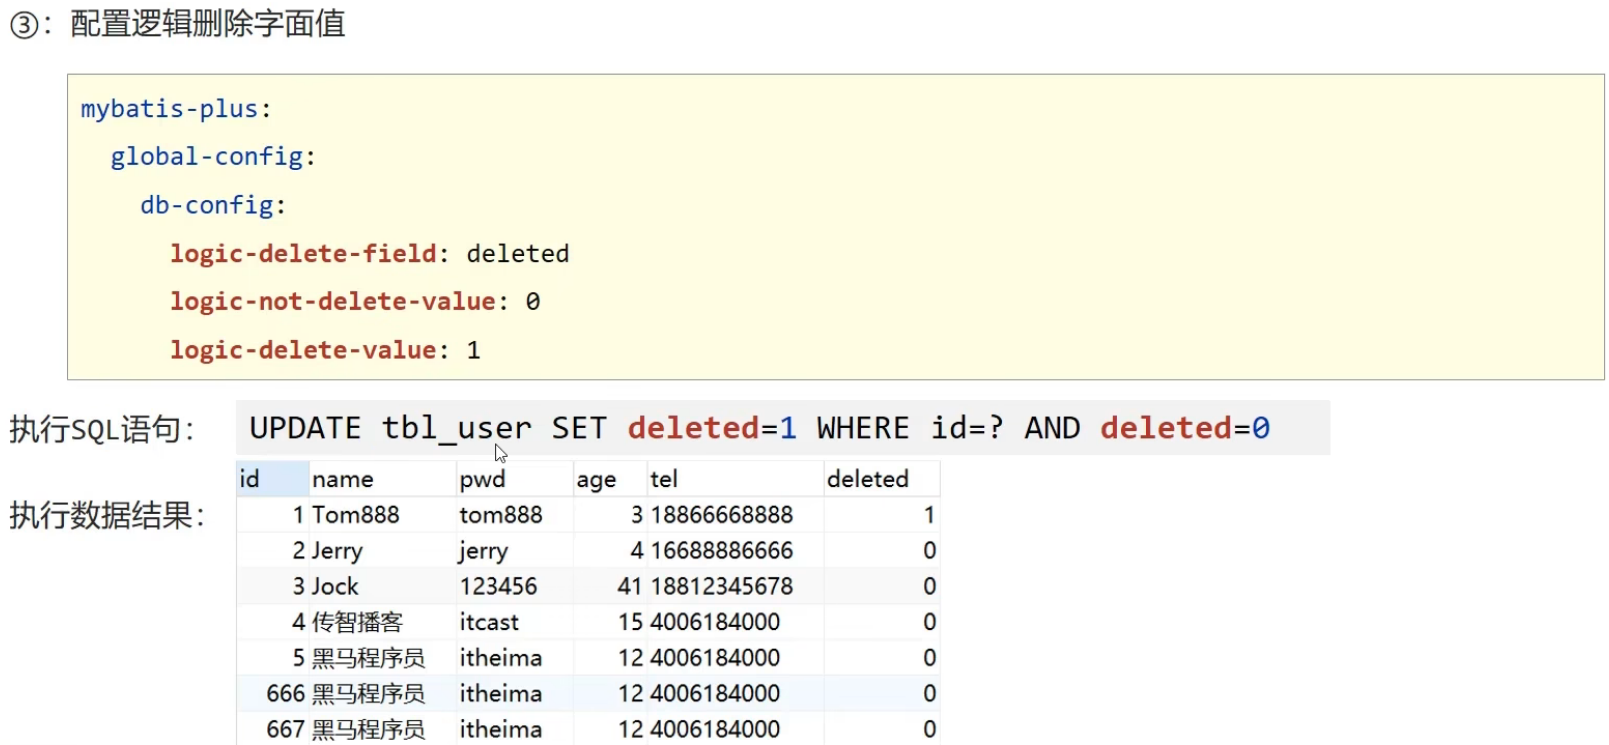 ③：配置逻辑删除字面值
mybatis-plus:
global-config:
db-config:
logic-delete-field: deleted
logic-not-delete-value: 0
logic-delete-value: 1
执行SQL语句： UPDATE tbl_user SET deleted=1 WHERE id=? AND deleted=0
执行数据结果：
id name pwd age tel deleted
1 Tom888 tom888 3 18866668888 1
2 Jerry jerry 4 16688886666 0
3 Jock 123456 41 18812345678 0
4 传智播客 itcast 15 4006184000 0
5 黑马程序员 itheima 12 4006184000 0
666 黑马程序员 itheima 12 4006184000 0
667 黑马程序员 itheima 12 4006184000 0